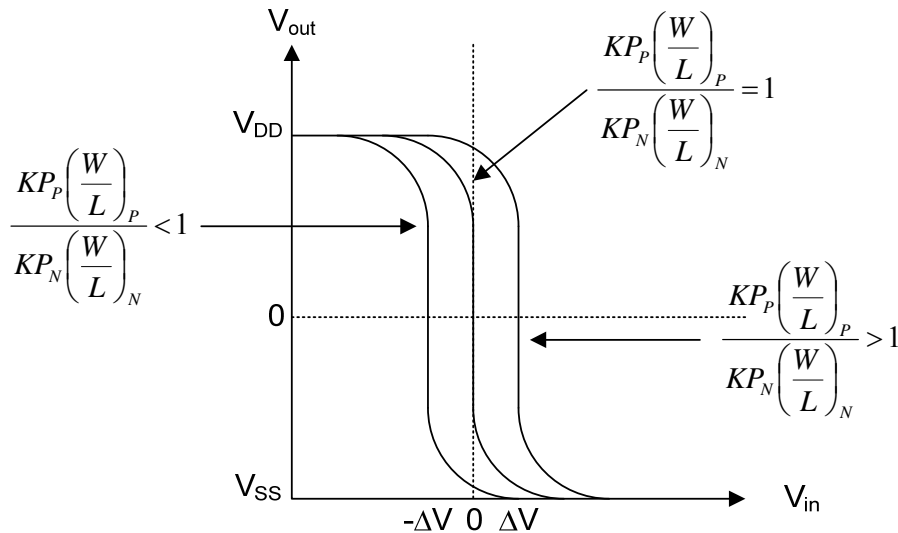 V_out
V_DD
0
V_SS
-ΔV 0 ΔV
V_in
KP_P(W/L)_P / KP_N(W/L)_N = 1
KP_P(W/L)_P / KP_N(W/L)_N < 1
KP_P(W/L)_P / KP_N(W/L)_N > 1